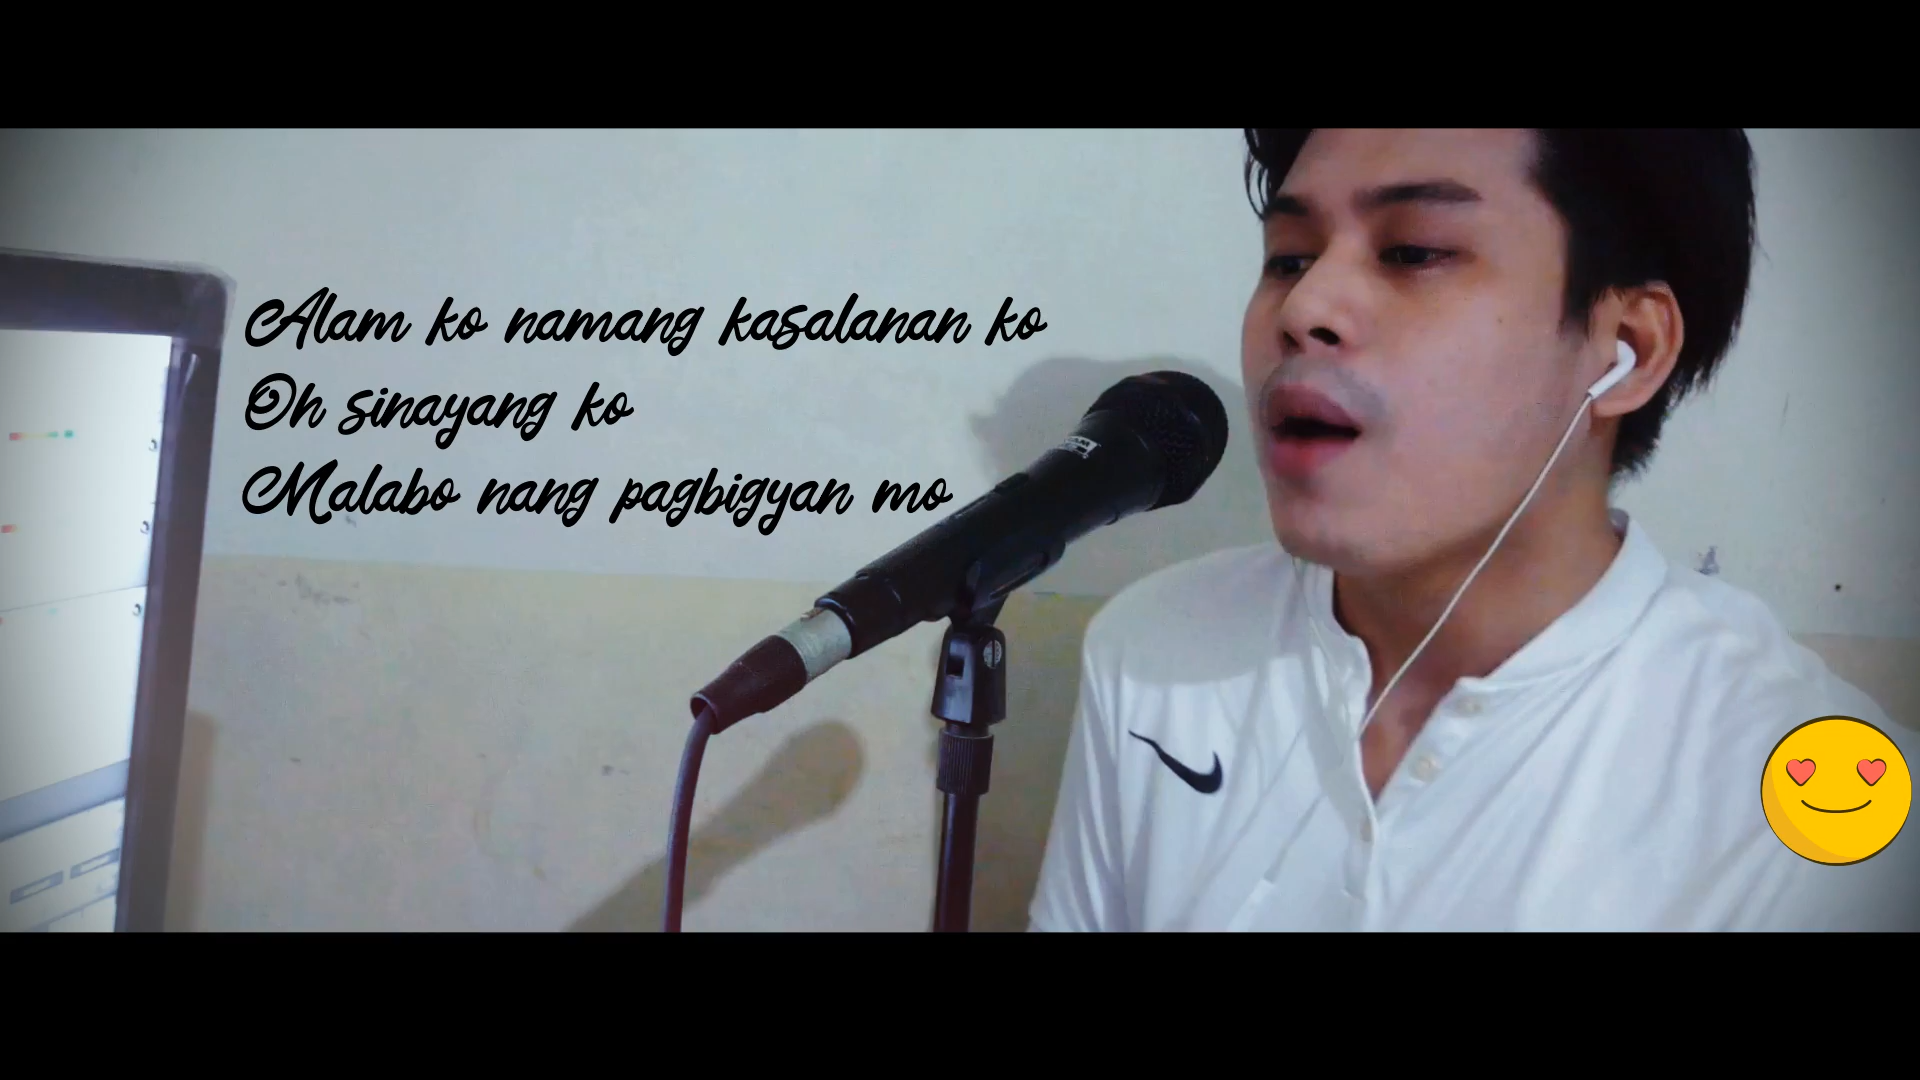 Alam ko namang kasalanan ko
Oh sinayang ko
Malabo nang pagbigyan mo